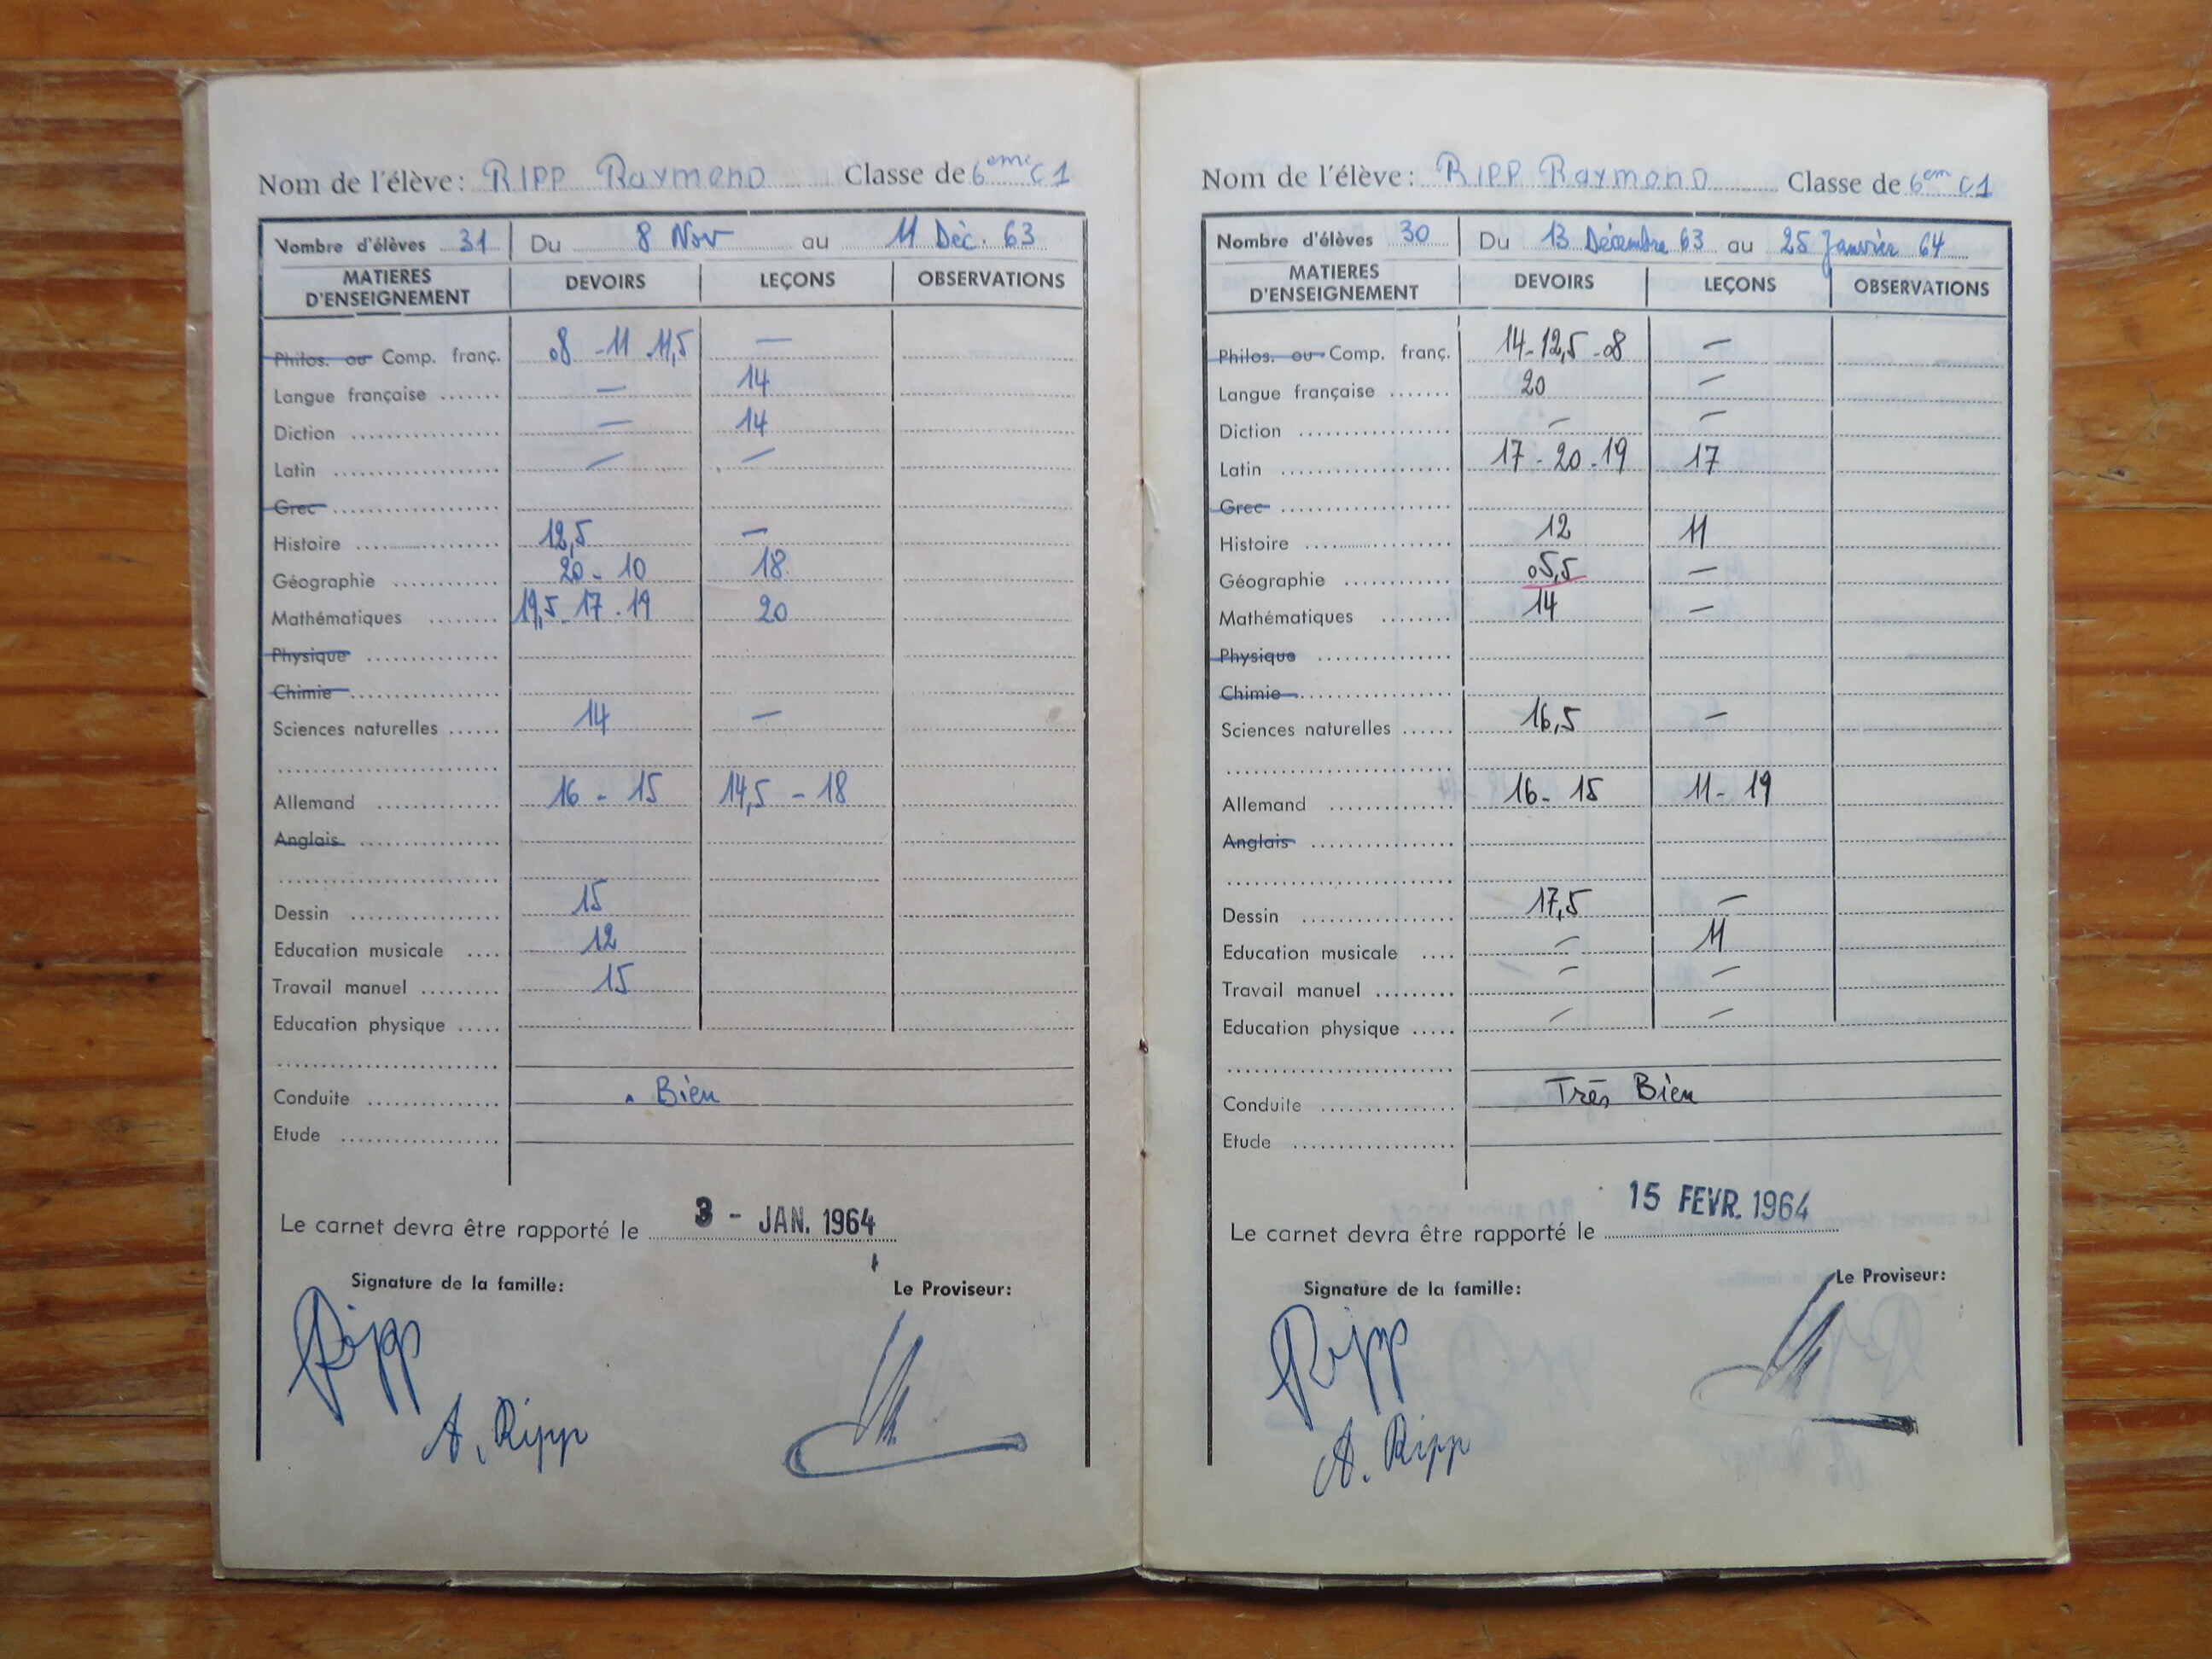 Nom de l'élève: RIPP Raymond Classe de 6eme C1
Nombre d'élèves 31 Du 8 Nov au 11 Déc. 63
MATIERES D'ENSEIGNEMENT DEVOIRS LEÇONS OBSERVATIONS
Philos. ou Comp. franç. 08 - 11 - 11,5 —
Langue française ....... — 14
Diction ................ — 14
Latin .................. — —
Grec ..................
Histoire ............... 12,5 —
Géographie ............ 20 - 10 18
Mathématiques ........ 19,5 - 17 - 19 20
Physique ..............
Chimie ................
Sciences naturelles ...... 14 —
Allemand ............. 16 - 15 14,5 - 18
Anglais ...............
Dessin ................ 15
Education musicale .... 12
Travail manuel ......... 15
Education physique .....
Conduite .............. Bien
Etude .................
Le carnet devra être rapporté le 3 - JAN. 1964
Signature de la famille: Le Proviseur:
Ripp
A. Ripp
Nom de l'élève: RIPP Raymond Classe de 6em C1
Nombre d'élèves 30 Du 13 Décembre 63 au 25 Janvier 64
MATIERES D'ENSEIGNEMENT DEVOIRS LEÇONS OBSERVATIONS
Philos. ou Comp. franç. 14 - 12,5 - 08 —
Langue française ....... 20 —
Diction ................ — —
Latin .................. 17 - 20 - 19 17
Grec ..................
Histoire ............... 12 11
Géographie ............ 05,5 —
Mathématiques ........ 14 —
Physique ..............
Chimie ................
Sciences naturelles ...... 16,5 —
Allemand ............. 16 - 15 11 - 19
Anglais ...............
Dessin ................ 17,5 —
Education musicale .... — 11
Travail manuel ......... — —
Education physique ..... — —
Conduite .............. Très Bien
Etude .................
Le carnet devra être rapporté le 15 FEVR. 1964
Signature de la famille: Le Proviseur:
Ripp
A. Ripp